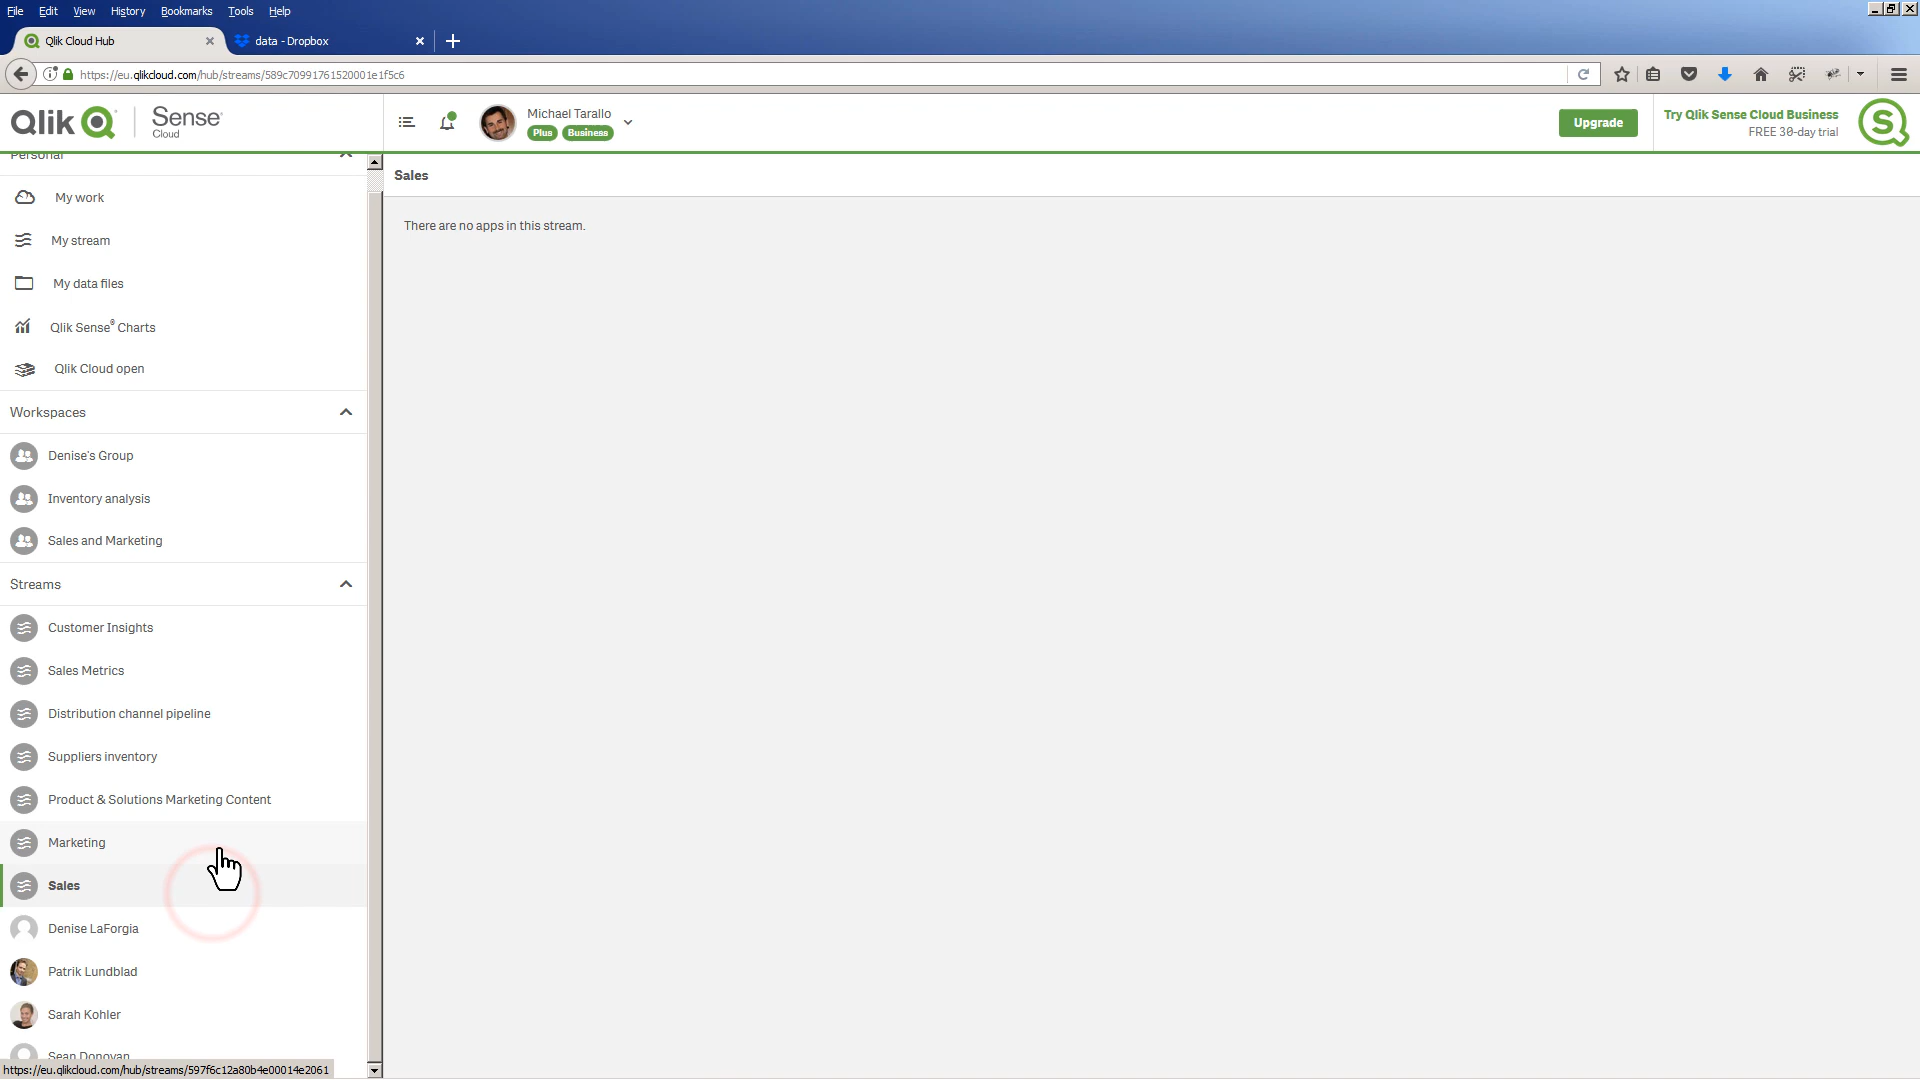 File Edit View History Bookmarks Tools Help
Qlik Cloud Hub
data - Dropbox
https://eu.qlikcloud.com/hub/streams/589c70991761520001e1f5c6
Qlik Sense® Cloud
Michael Tarallo
Plus Business
Upgrade
Try Qlik Sense Cloud Business
FREE 30-day trial
Personal
My work
My stream
My data files
Qlik Sense® Charts
Qlik Cloud open
Workspaces
Denise's Group
Inventory analysis
Sales and Marketing
Streams
Customer Insights
Sales Metrics
Distribution channel pipeline
Suppliers inventory
Product & Solutions Marketing Content
Marketing
Sales
Denise LaForgia
Patrik Lundblad
Sarah Kohler
Sean Donovan
https://eu.qlikcloud.com/hub/streams/597f6c12a80b4e00014e2061
Sales
There are no apps in this stream.